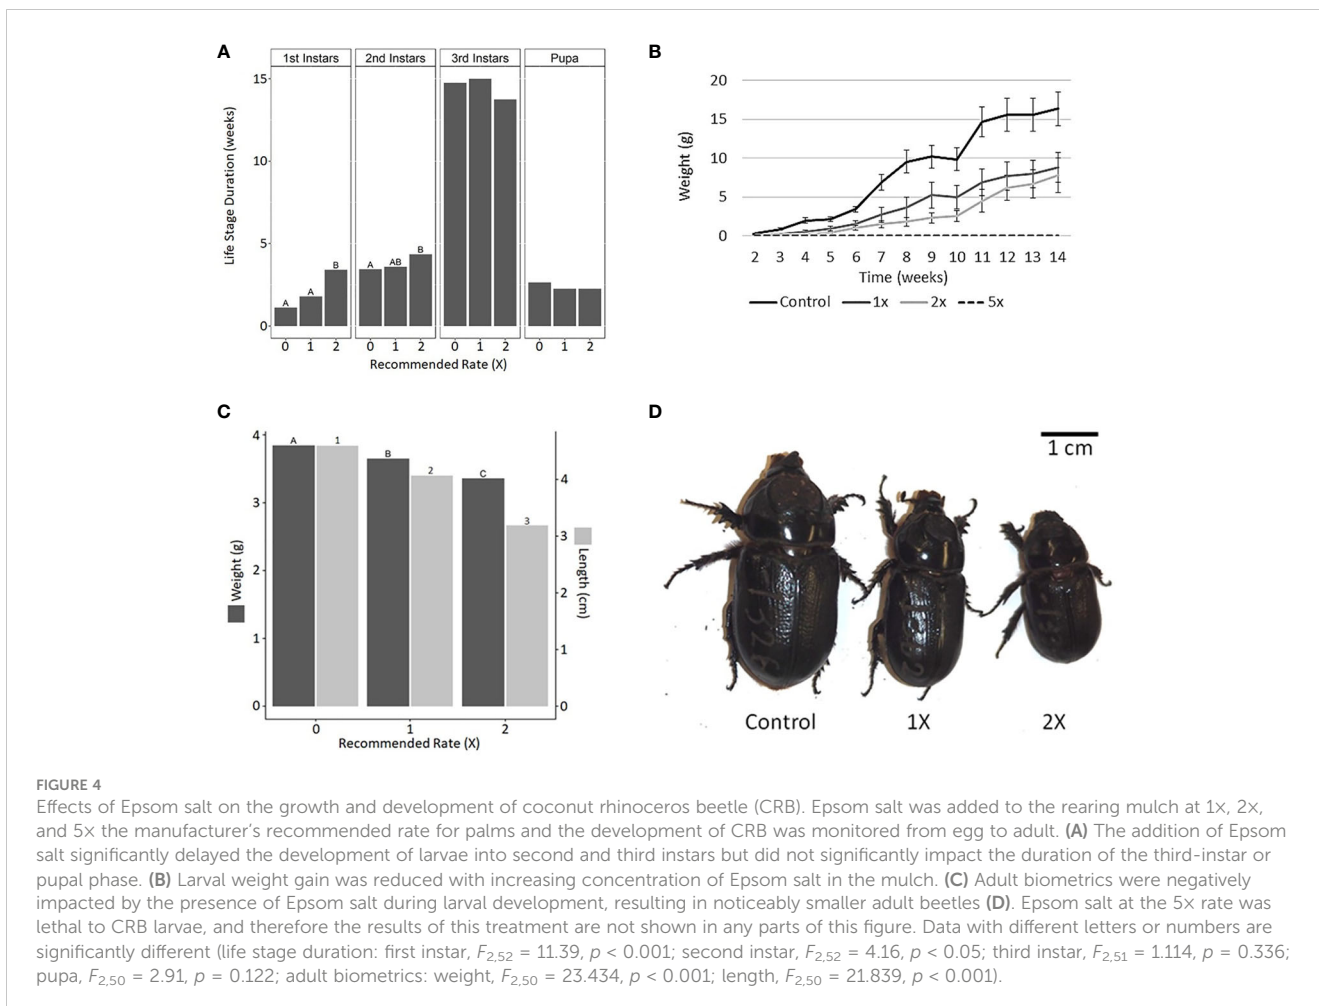 A
1st Instars 2nd Instars 3rd Instars Pupa
Life Stage Duration (weeks)
15
10
5
0
A A B
A AB B
0 1 2 0 1 2 0 1 2 0 1 2
Recommended Rate (X)
B
Weight (g)
20
15
10
5
0
2 3 4 5 6 7 8 9 10 11 12 13 14
Time (weeks)
Control 1x 2x 5x
C
Weight (g)
4
3
2
1
0
A 1 B 2 C 3
4
3
2
1
0
Length (cm)
0 1 2
Recommended Rate (X)
D
1 cm
Control 1X 2X
FIGURE 4
Effects of Epsom salt on the growth and development of coconut rhinoceros beetle (CRB). Epsom salt was added to the rearing mulch at 1×, 2×,
and 5× the manufacturer's recommended rate for palms and the development of CRB was monitored from egg to adult. (A) The addition of Epsom
salt significantly delayed the development of larvae into second and third instars but did not significantly impact the duration of the third-instar or
pupal phase. (B) Larval weight gain was reduced with increasing concentration of Epsom salt in the mulch. (C) Adult biometrics were negatively
impacted by the presence of Epsom salt during larval development, resulting in noticeably smaller adult beetles (D). Epsom salt at the 5× rate was
lethal to CRB larvae, and therefore the results of this treatment are not shown in any parts of this figure. Data with different letters or numbers are
significantly different (life stage duration: first instar, F2,52 = 11.39, p < 0.001; second instar, F2,52 = 4.16, p < 0.05; third instar, F2,51 = 1.114, p = 0.336;
pupa, F2,50 = 2.91, p = 0.122; adult biometrics: weight, F2,50 = 23.434, p < 0.001; length, F2,50 = 21.839, p < 0.001).